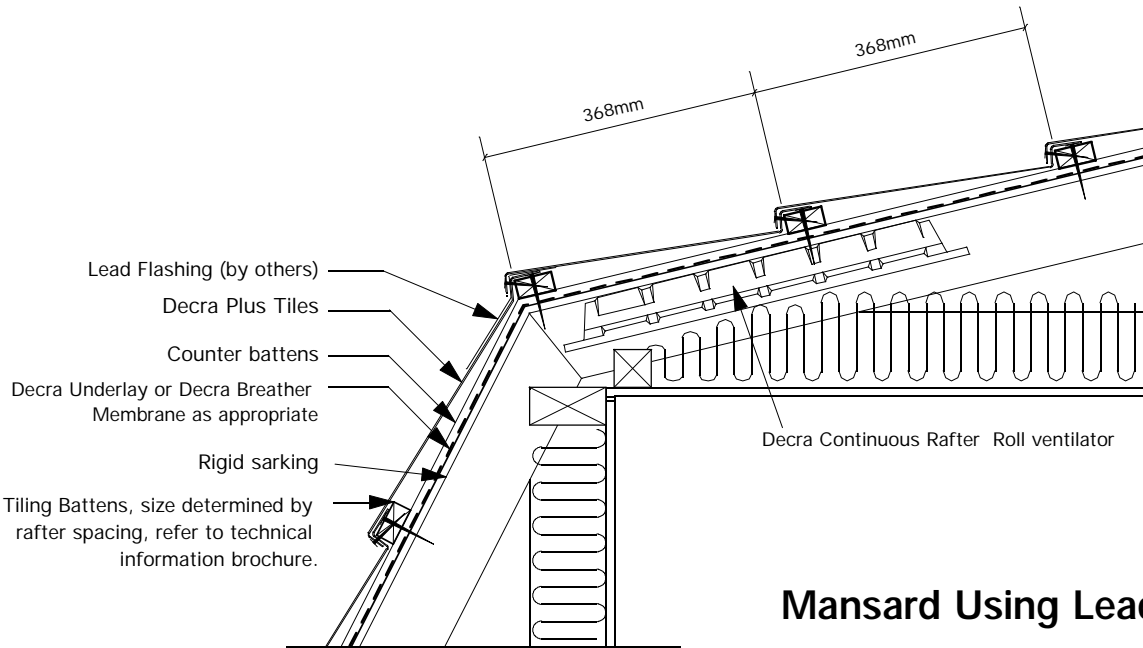 368mm
368mm
Lead Flashing (by others)
Decra Plus Tiles
Counter battens
Decra Underlay or Decra Breather
Membrane as appropriate
Rigid sarking
Tiling Battens, size determined by
rafter spacing, refer to technical
information brochure.
Decra Continuous Rafter Roll ventilator
Mansard Using Lead